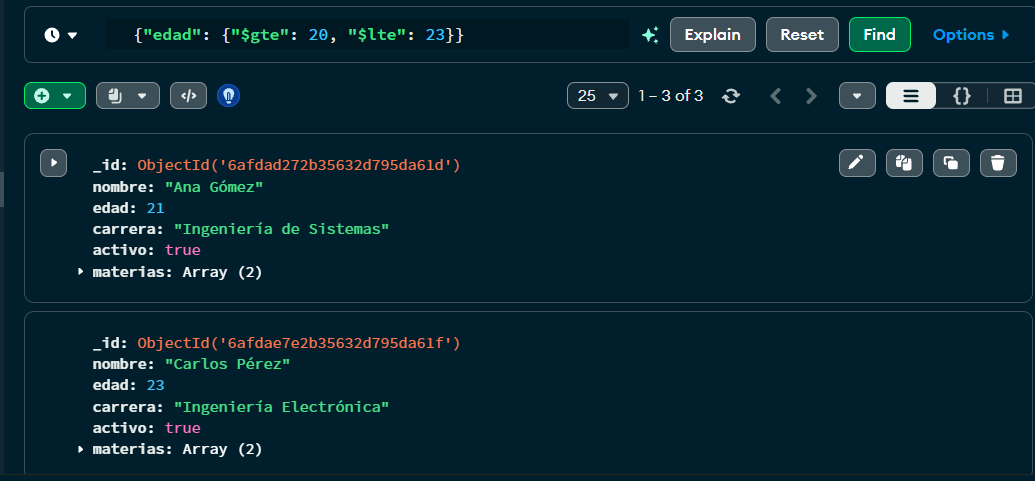 {"edad": {"$gte": 20, "$lte": 23}}
Explain
Reset
Find
Options
25
1 – 3 of 3
_id: ObjectId('6afdad272b35632d795da61d')
nombre: "Ana Gómez"
edad: 21
carrera: "Ingeniería de Sistemas"
activo: true
materias: Array (2)
_id: ObjectId('6afdae7e2b35632d795da61f')
nombre: "Carlos Pérez"
edad: 23
carrera: "Ingeniería Electrónica"
activo: true
materias: Array (2)